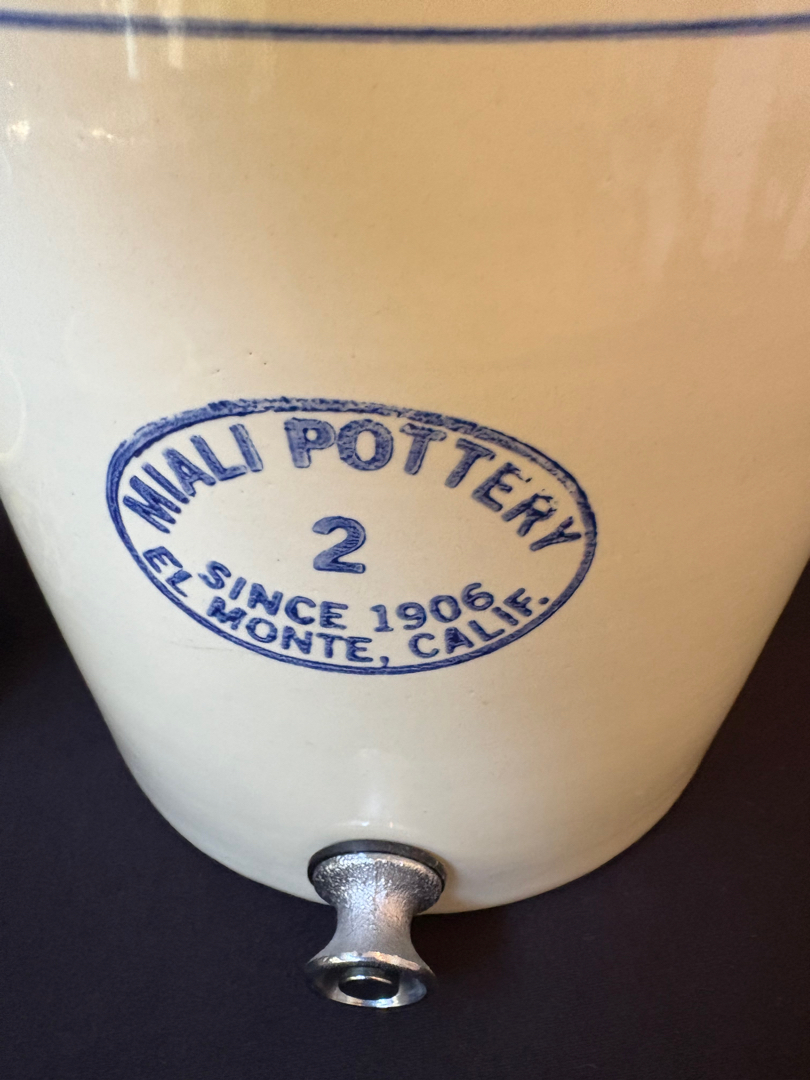 MIALI POTTERY
2
SINCE 1906
EL MONTE, CALIF.